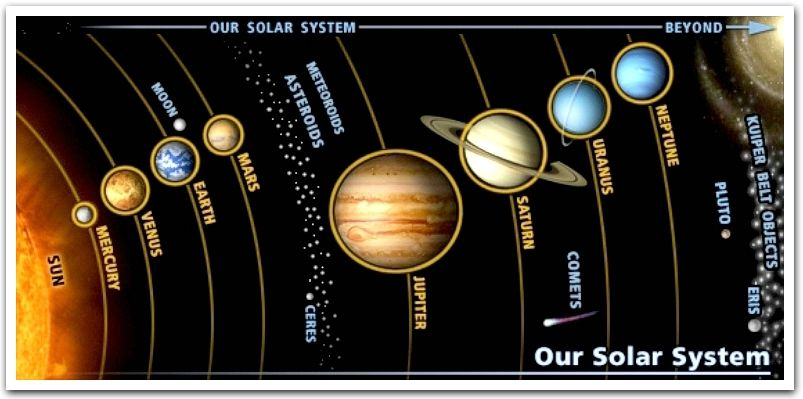 OUR SOLAR SYSTEM
BEYOND
SUN
MERCURY
VENUS
EARTH
MOON
MARS
METEOROIDS
ASTEROIDS
CERES
JUPITER
SATURN
URANUS
NEPTUNE
COMETS
PLUTO
KUIPER BELT OBJECTS
ERIS
Our Solar System